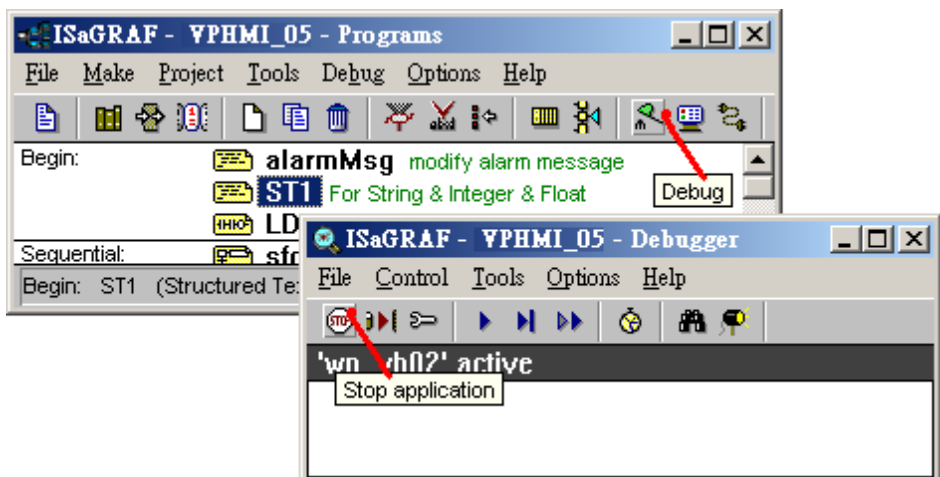 ISaGRAF - VPHMI_05 - Programs
File Make Project Tools Debug Options Help
Begin: alarmMsg modify alarm message
ST1 For String & Integer & Float
Debug
LD
Sequential: sfc
Begin: ST1 (Structured Te
ISaGRAF - VPHMI_05 - Debugger
File Control Tools Options Help
STOP
active
Stop application